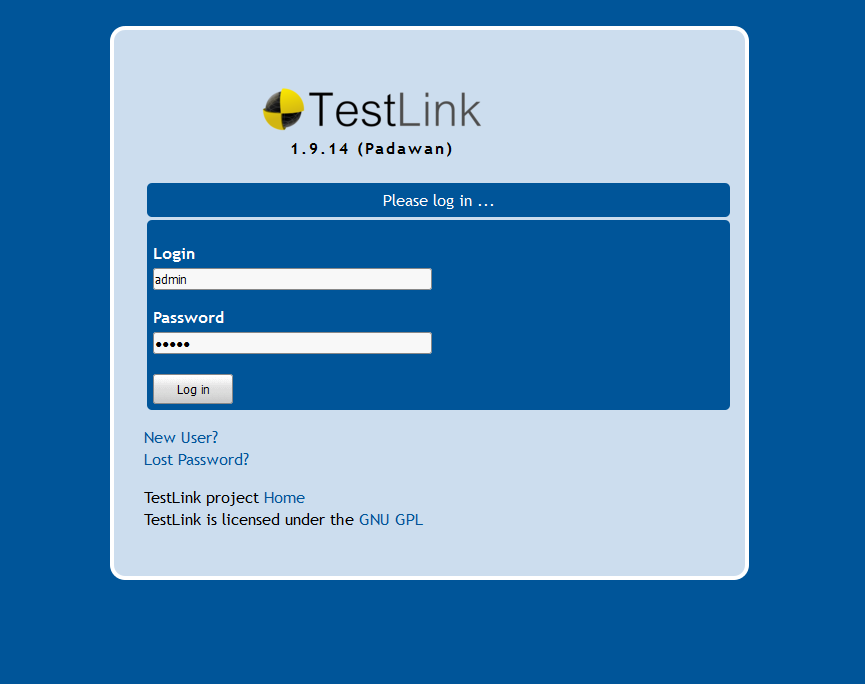 TestLink
1.9.14 (Padawan)
Please log in ...
Login
admin
Password
•••••
Log in
New User?
Lost Password?
TestLink project Home
TestLink is licensed under the GNU GPL